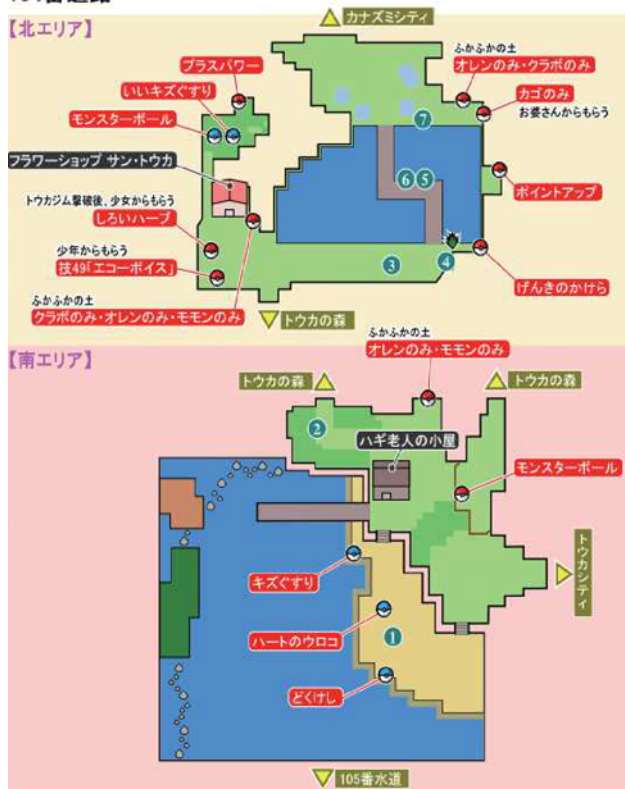 【北エリア】
カナズミシティ
ふかふかの土
オレンのみ・クラボのみ
プラスパワー
カゴのみ
お婆さんからもらう
いいキズぐすり
モンスターボール
7
フラワーショップ サン・トウカ
6 5
ポイントアップ
トウカジム撃破後、少女からもらう
しろいハーブ
少年からもらう
技49「エコーボイス」
3
4
げんきのかけら
ふかふかの土
クラボのみ・オレンのみ・モモンのみ
トウカの森
【南エリア】
ふかふかの土
オレンのみ・モモンのみ
トウカの森
トウカの森
2
ハギ老人の小屋
モンスターボール
トウカシティ
キズぐすり
ハートのウロコ
1
どくけし
105番水道